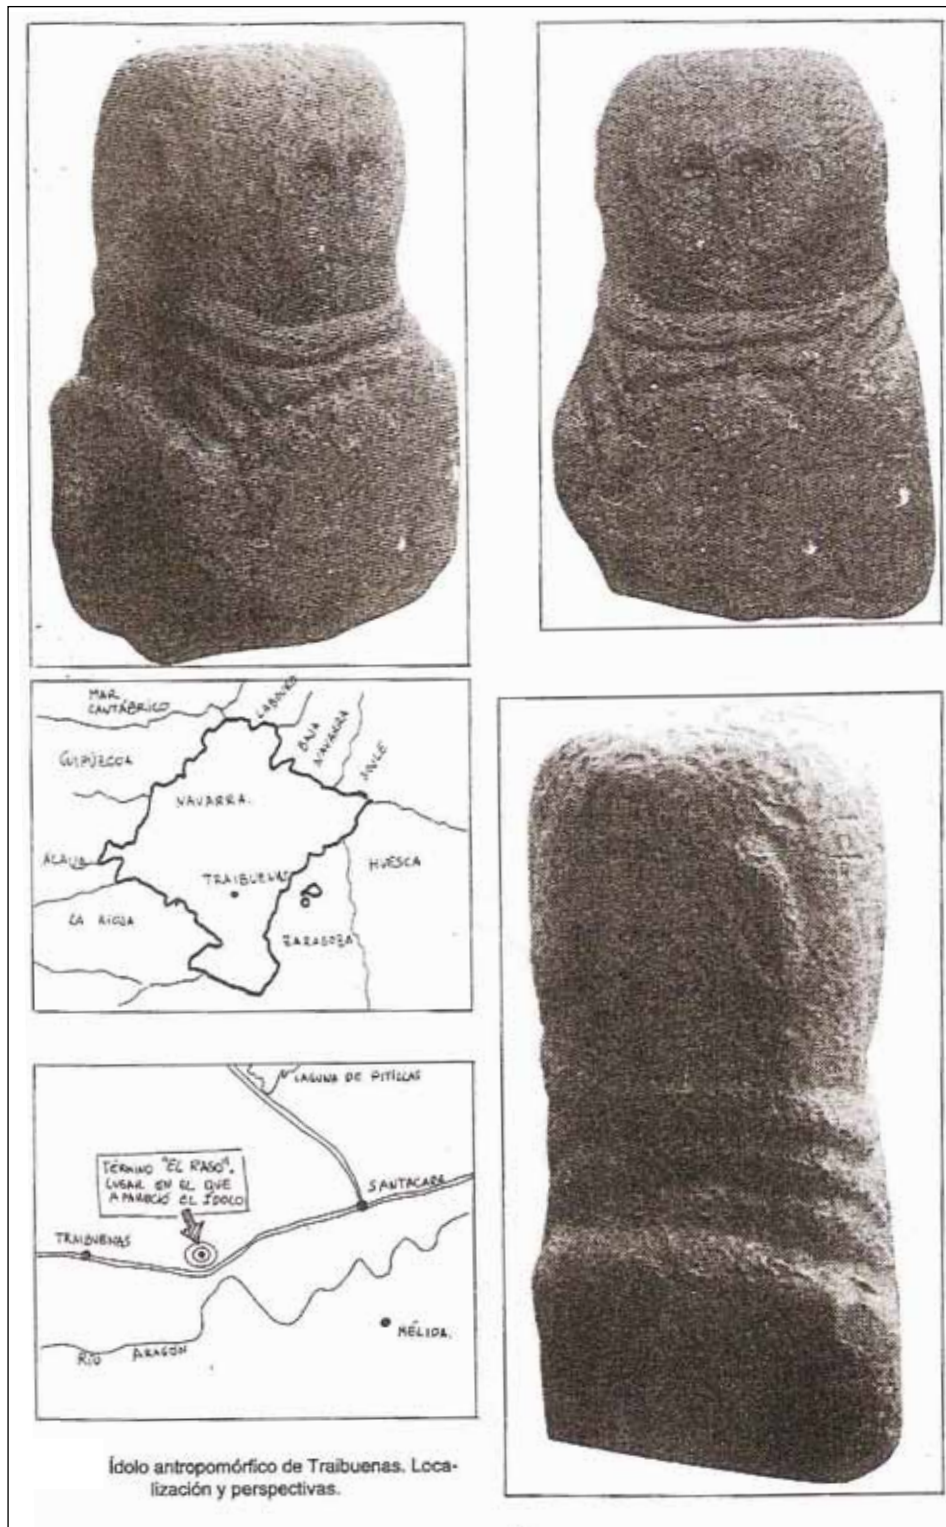 MAR
CANTÁBRICO
LABOURD
BAJA
NAVARRA
SOULE
GUIPÚZCOA
NAVARRA.
ÁLAVA
TRAIBUENAS
HUESCA
LA RIOJA
ZARAGOZA
LAGUNA DE PITILLAS
TÉRMINO "EL RASO".
LUGAR EN EL QUE
APARECIÓ EL ÍDOLO
SANTACARA
TRAIBUENAS
MÉLIDA.
RÍO ARAGÓN
Ídolo antropomórfico de Traibuenas. Loca-
lización y perspectivas.